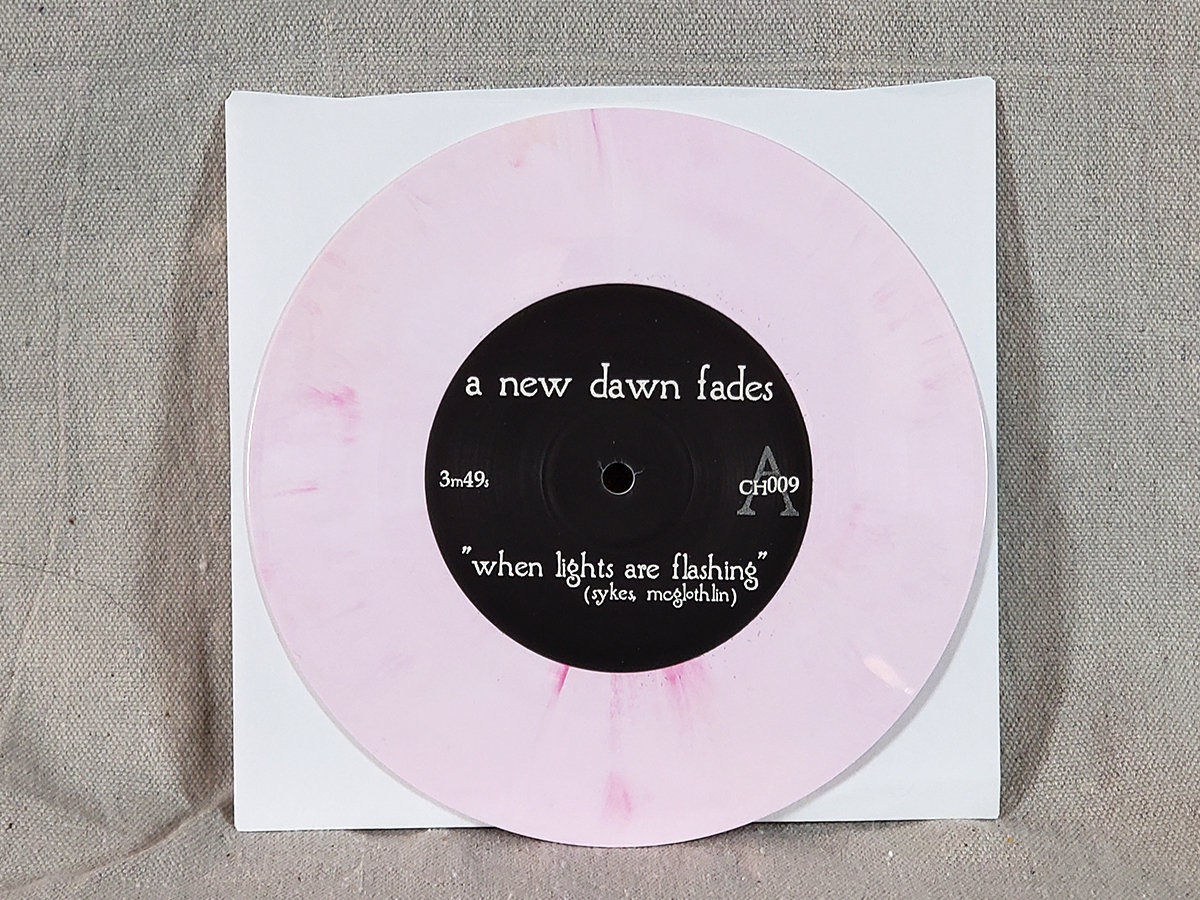 a new dawn fades
3m49s
A
CH009
"when lights are flashing"
(sykes, mcglothlin)